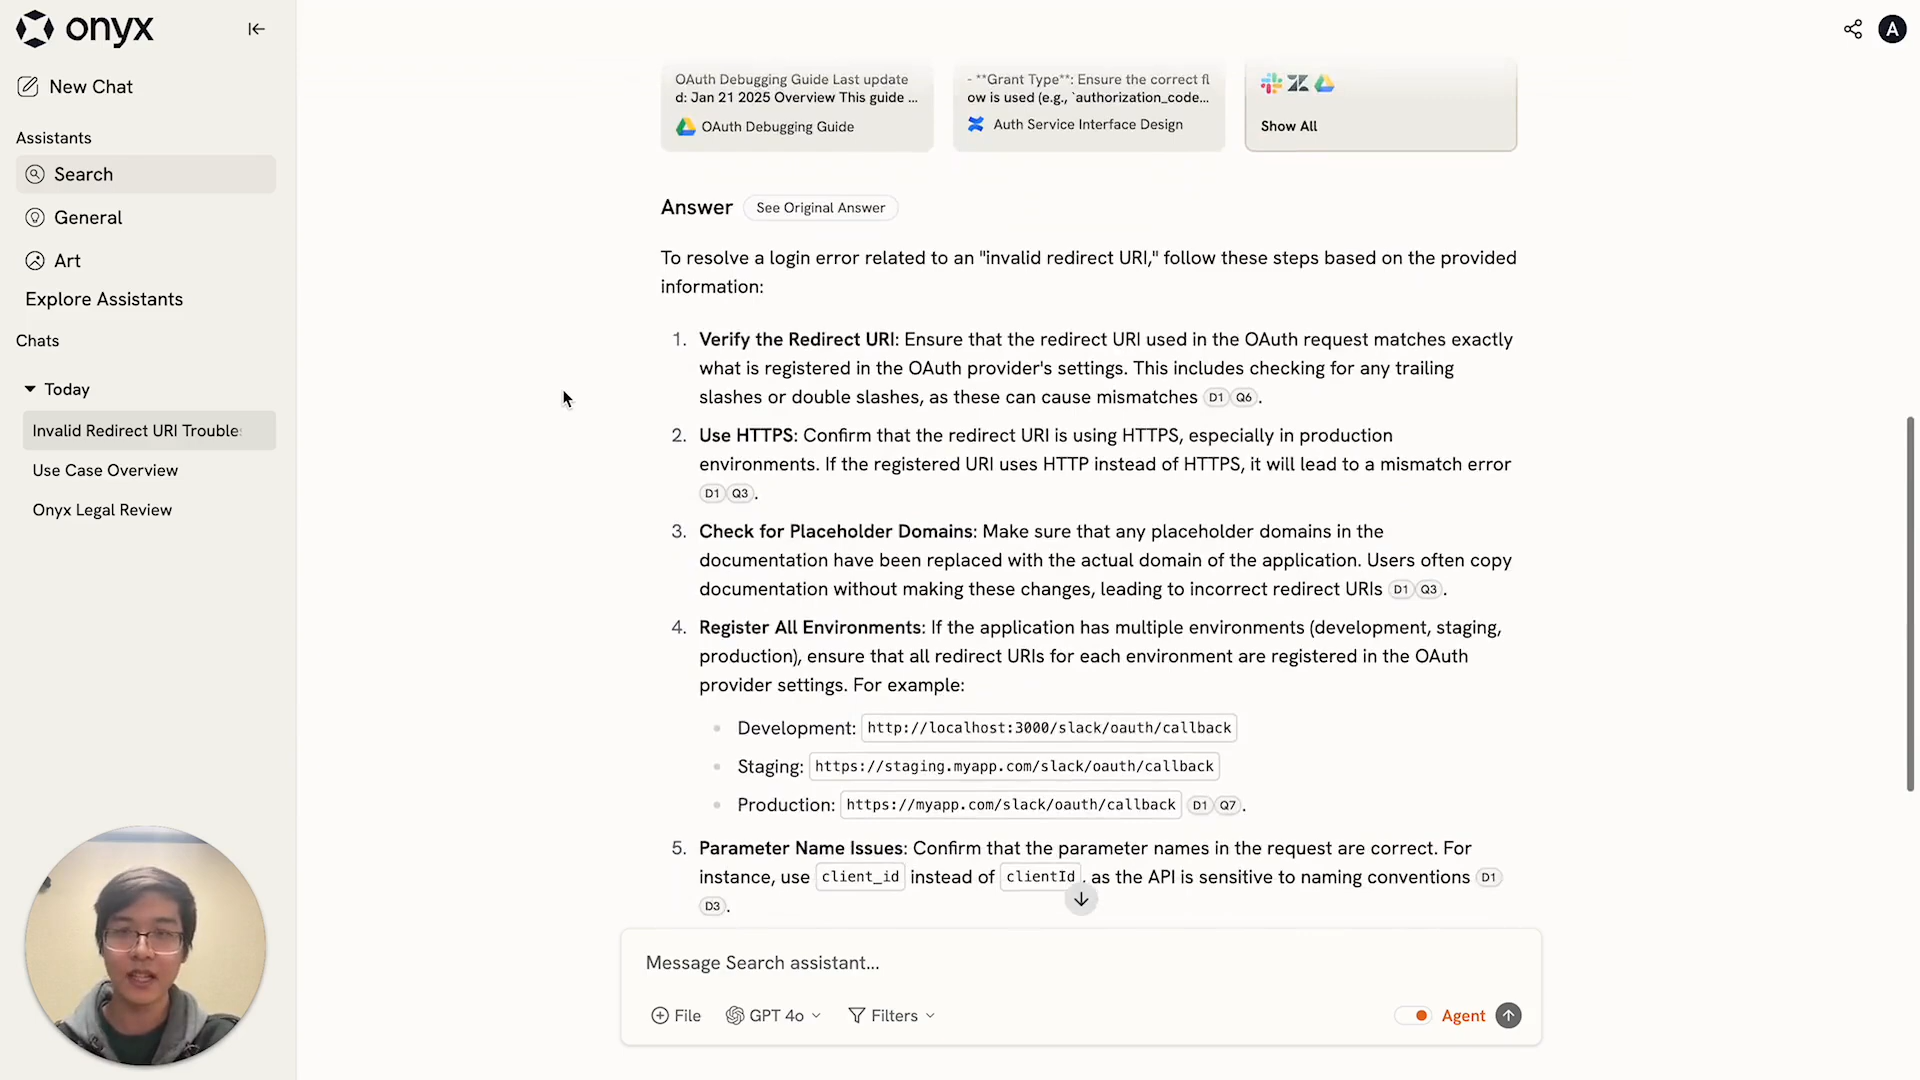 onyx
New Chat
Assistants
Search
General
Art
Explore Assistants
Chats
Today
Invalid Redirect URI Trouble
Use Case Overview
Onyx Legal Review
A
OAuth Debugging Guide Last update
d: Jan 21 2025 Overview This guide ...
OAuth Debugging Guide
- **Grant Type**: Ensure the correct fl
ow is used (e.g., `authorization_code...
Auth Service Interface Design
Show All
Answer
See Original Answer
To resolve a login error related to an "invalid redirect URI," follow these steps based on the provided
information:
1. Verify the Redirect URI: Ensure that the redirect URI used in the OAuth request matches exactly
what is registered in the OAuth provider's settings. This includes checking for any trailing
slashes or double slashes, as these can cause mismatches D1 Q6.
2. Use HTTPS: Confirm that the redirect URI is using HTTPS, especially in production
environments. If the registered URI uses HTTP instead of HTTPS, it will lead to a mismatch error
D1 Q3.
3. Check for Placeholder Domains: Make sure that any placeholder domains in the
documentation have been replaced with the actual domain of the application. Users often copy
documentation without making these changes, leading to incorrect redirect URIs D1 Q3.
4. Register All Environments: If the application has multiple environments (development, staging,
production), ensure that all redirect URIs for each environment are registered in the OAuth
provider settings. For example:
Development: http://localhost:3000/slack/oauth/callback
Staging: https://staging.myapp.com/slack/oauth/callback
Production: https://myapp.com/slack/oauth/callback D1 Q7.
5. Parameter Name Issues: Confirm that the parameter names in the request are correct. For
instance, use client_id instead of clientId, as the API is sensitive to naming conventions D1
D3.
Message Search assistant...
File
GPT 4o
Filters
Agent